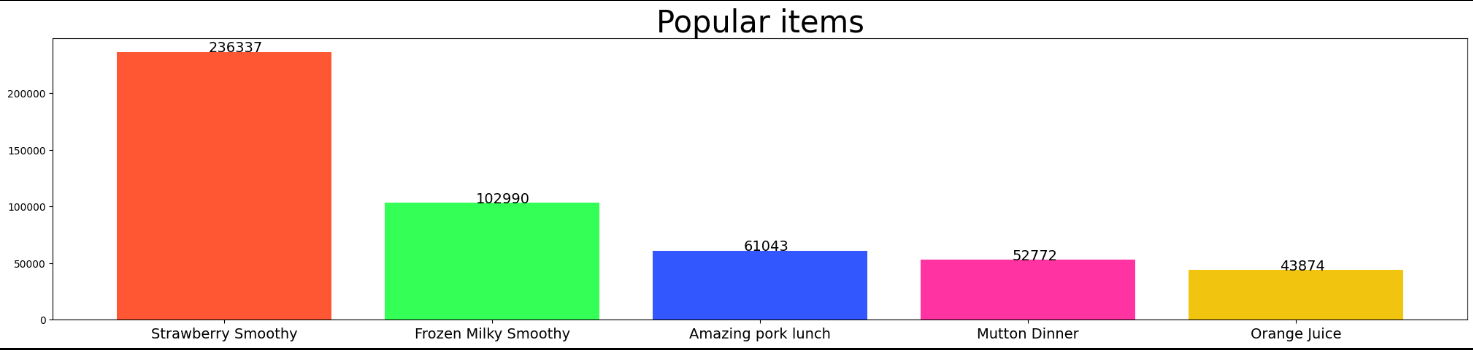 Popular items
236337
200000
150000
102990
100000
61043
52772
50000
43874
0
Strawberry Smoothy
Frozen Milky Smoothy
Amazing pork lunch
Mutton Dinner
Orange Juice